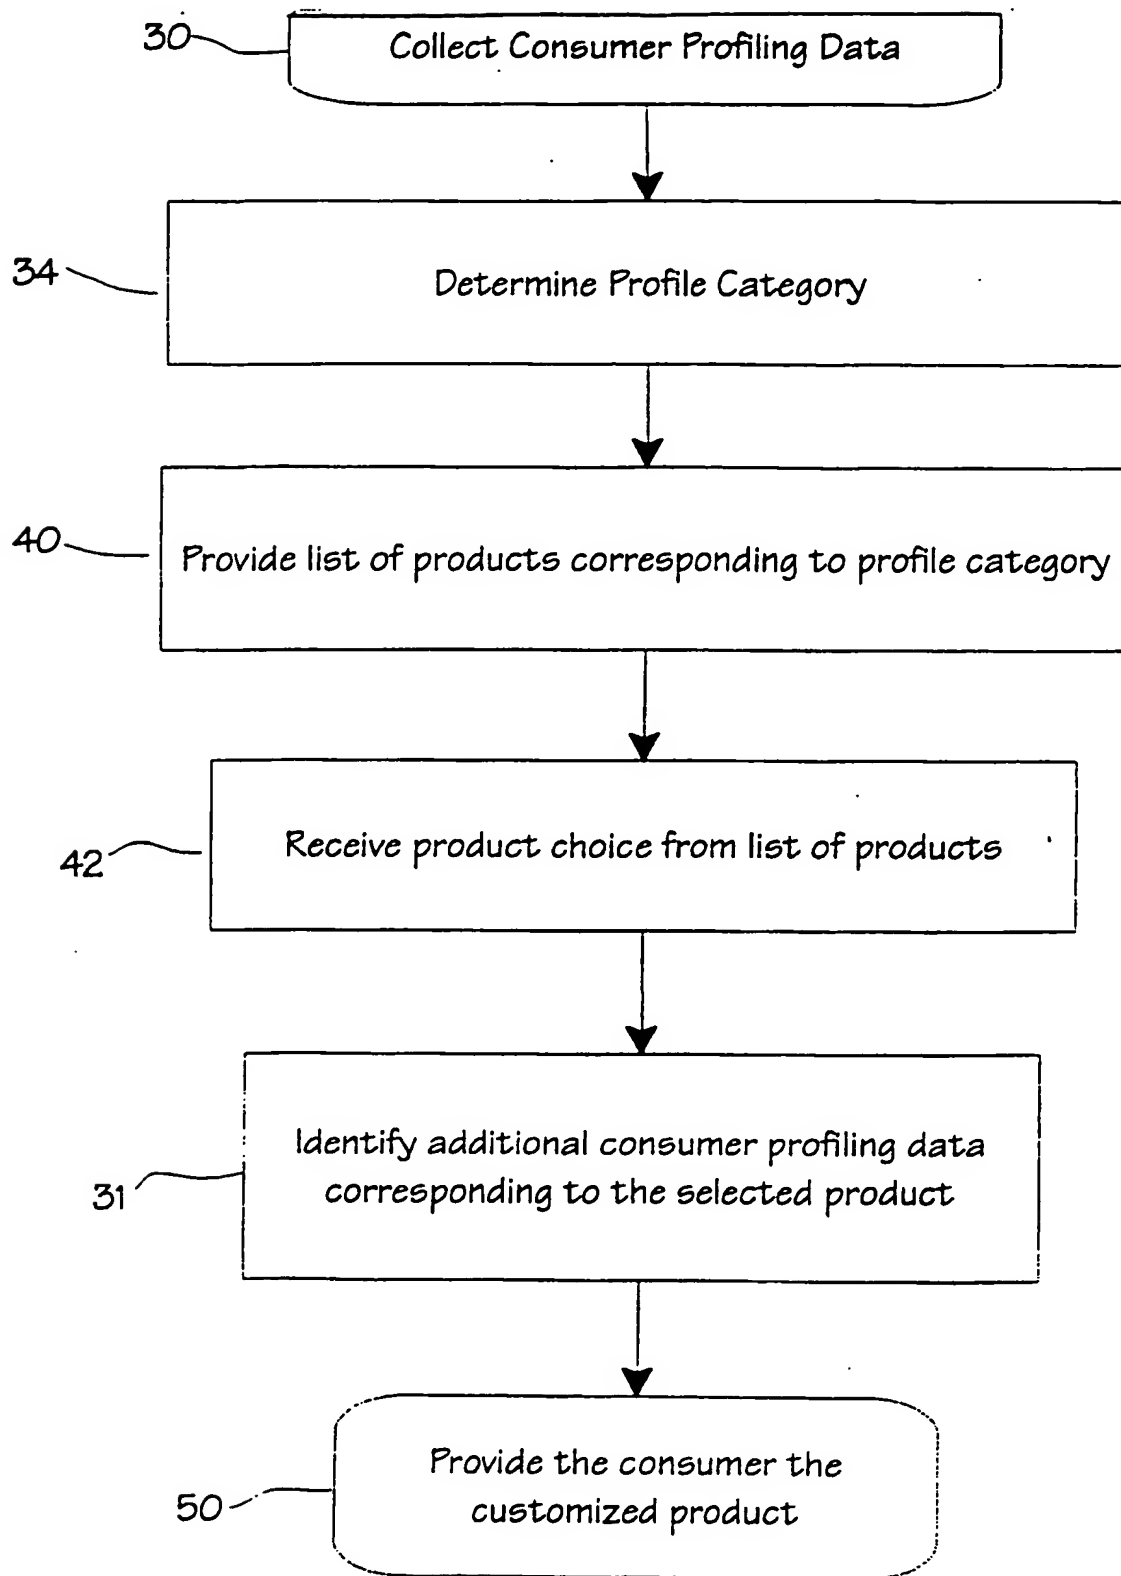 30
Collect Consumer Profiling Data
34
Determine Profile Category
40
Provide list of products corresponding to profile category
42
Receive product choice from list of products
31
Identify additional consumer profiling data
corresponding to the selected product
50
Provide the consumer the
customized product